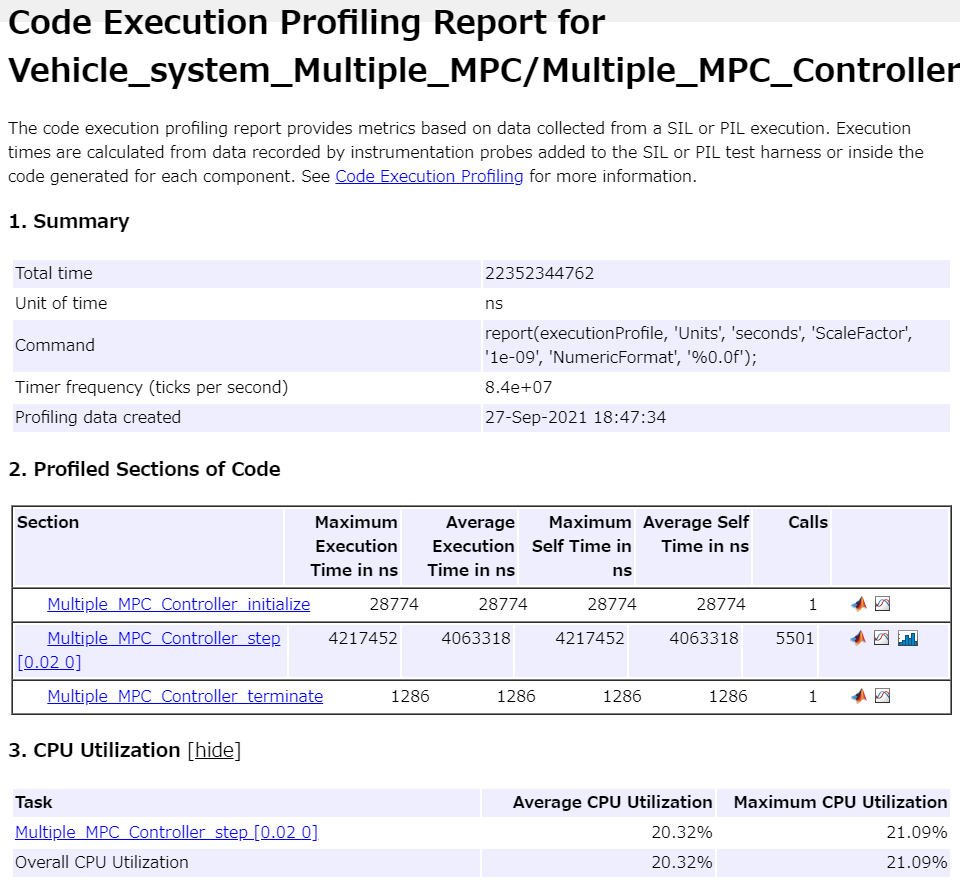 Code Execution Profiling Report for
Vehicle_system_Multiple_MPC/Multiple_MPC_Controller
The code execution profiling report provides metrics based on data collected from a SIL or PIL execution. Execution
times are calculated from data recorded by instrumentation probes added to the SIL or PIL test harness or inside the
code generated for each component. See Code Execution Profiling for more information.
1. Summary
Total time 22352344762
Unit of time ns
Command report(executionProfile, 'Units', 'seconds', 'ScaleFactor',
'1e-09', 'NumericFormat', '%0.0f');
Timer frequency (ticks per second) 8.4e+07
Profiling data created 27-Sep-2021 18:47:34
2. Profiled Sections of Code
Section Maximum Average Maximum Average Self Calls
Execution Execution Self Time in Time in ns
Time in ns Time in ns ns
Multiple_MPC_Controller_initialize 28774 28774 28774 28774 1
Multiple_MPC_Controller_step 4217452 4063318 4217452 4063318 5501
[0.02 0]
Multiple_MPC_Controller_terminate 1286 1286 1286 1286 1
3. CPU Utilization [hide]
Task Average CPU Utilization Maximum CPU Utilization
Multiple_MPC_Controller_step [0.02 0] 20.32% 21.09%
Overall CPU Utilization 20.32% 21.09%